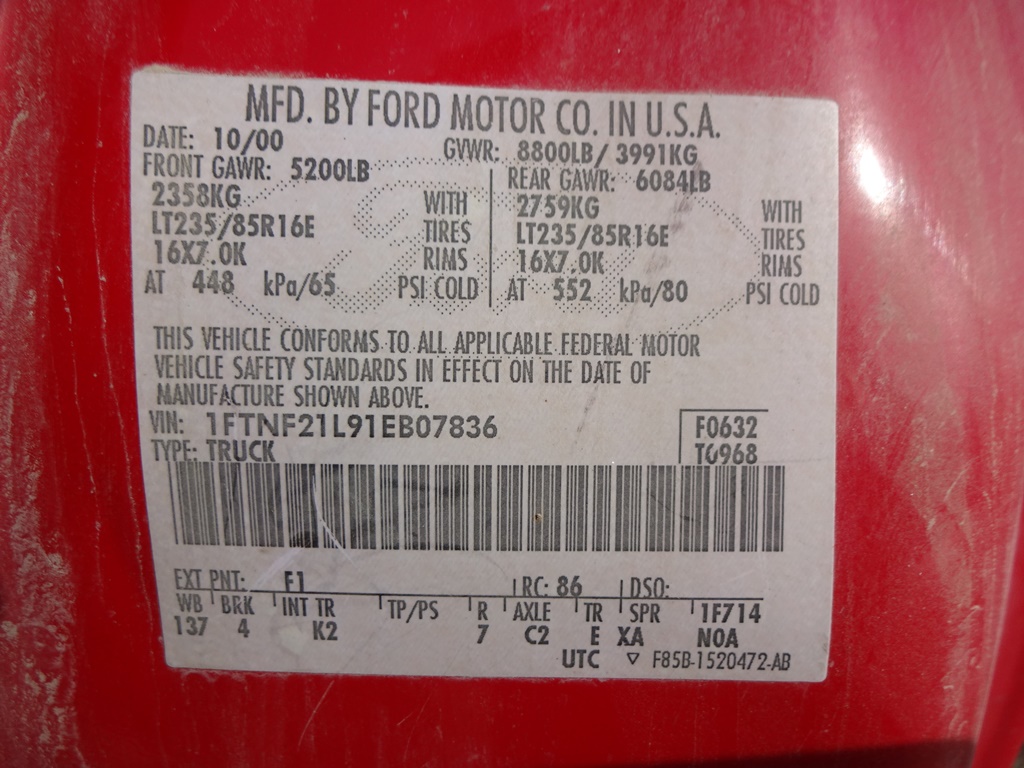 MFD. BY FORD MOTOR CO. IN U.S.A.
DATE: 10/00 GVWR: 8800LB/ 3991KG
FRONT GAWR: 5200LB REAR GAWR: 6084LB
2358KG WITH 2759KG WITH
LT235/85R16E TIRES LT235/85R16E TIRES
16X7.0K RIMS 16X7.0K RIMS
AT 448 kPa/65 PSI COLD AT 552 kPa/80 PSI COLD
THIS VEHICLE CONFORMS TO ALL APPLICABLE FEDERAL MOTOR
VEHICLE SAFETY STANDARDS IN EFFECT ON THE DATE OF
MANUFACTURE SHOWN ABOVE.
VIN: 1FTNF21L91EB07836 F0632
TYPE: TRUCK T0968
EXT PNT: F1 RC: 86 DSO:
WB BRK INT TR TP/PS R AXLE TR SPR 1F714
137 4 K2 7 C2 E XA N0A
UTC ▽ F85B-1520472-AB